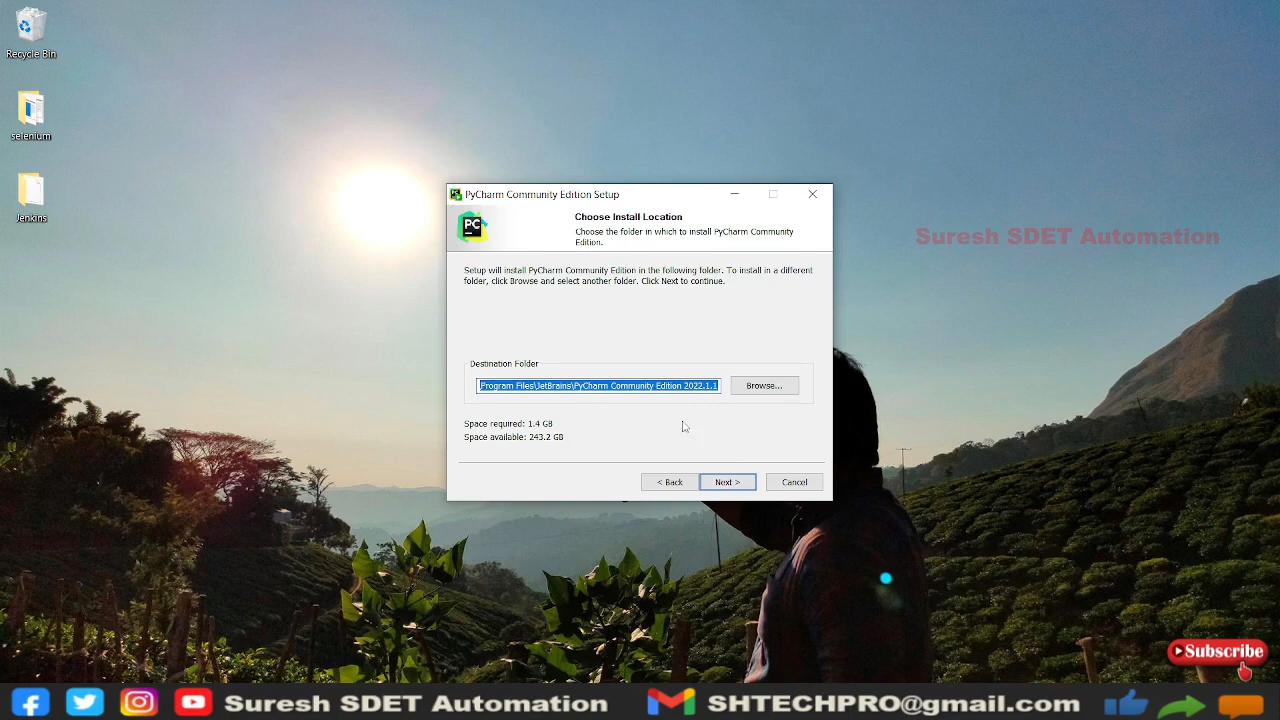 Recycle Bin
selenium
Jenkins
PyCharm Community Edition Setup
PC
Choose Install Location
Choose the folder in which to install PyCharm Community
Edition.
Setup will install PyCharm Community Edition in the following folder. To install in a different
folder, click Browse and select another folder. Click Next to continue.
Destination Folder
Program Files\JetBrains\PyCharm Community Edition 2022.1.1
Browse...
Space required: 1.4 GB
Space available: 243.2 GB
< Back
Next >
Cancel
Suresh SDET Automation
Subscribe
Suresh SDET Automation
SHTECHPRO@gmail.com